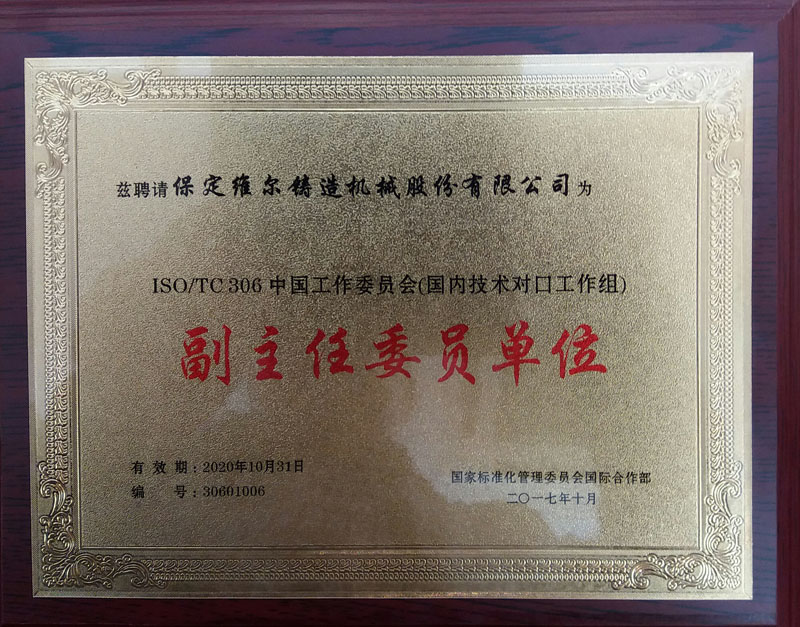 兹聘请保定维尔铸造机械股份有限公司为
ISO/TC 306 中国工作委员会(国内技术对口工作组)
副主任委员单位
有 效 期：2020年10月31日
编 号：30601006
国家标准化管理委员会国际合作部
二〇一七年十月